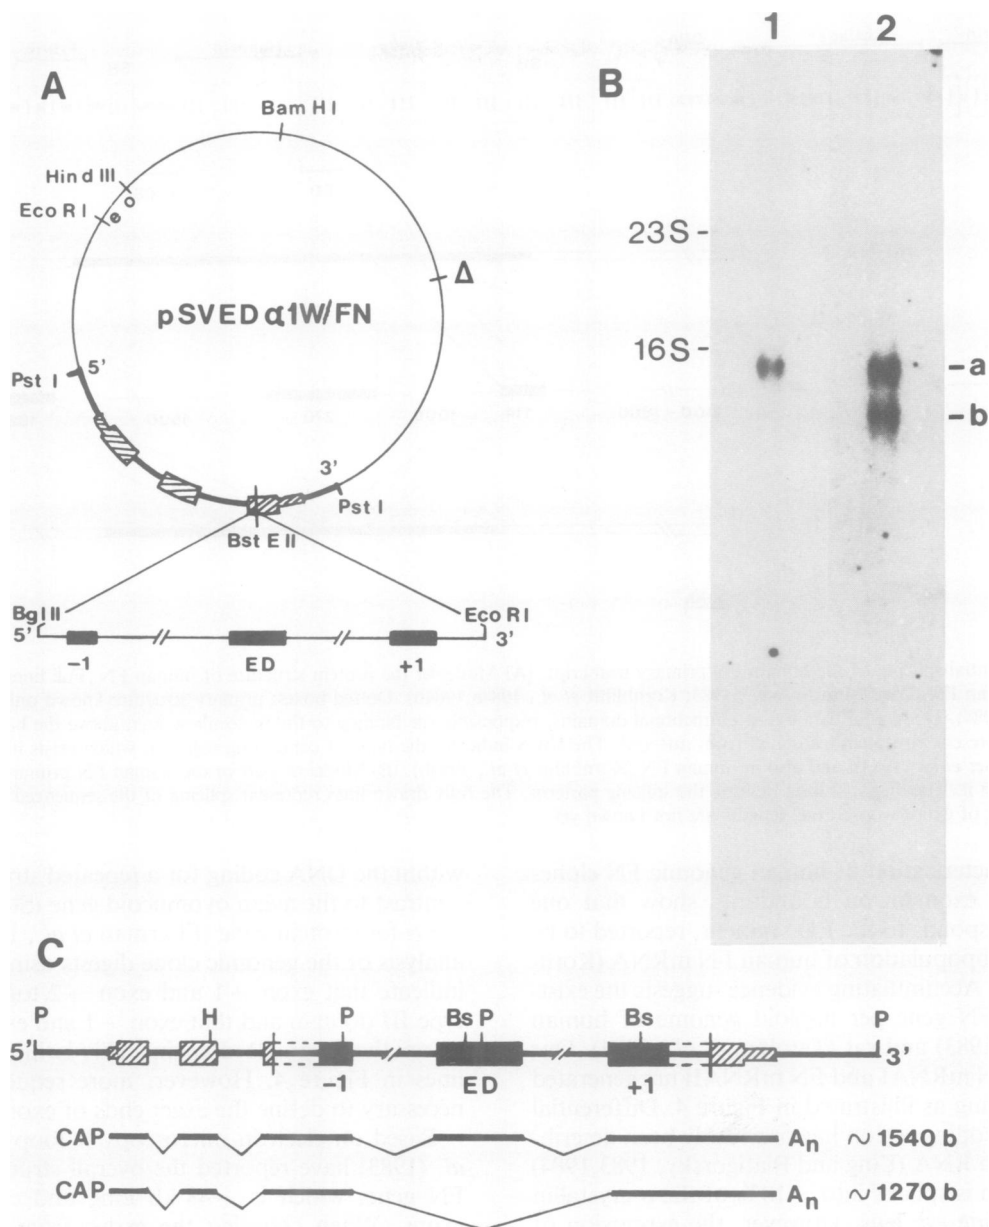 A
Bam H I
Hin d III
Eco R I
Δ
pSVED α1W/FN
5'
Pst I
3'
Pst I
Bst E II
Bgl II
5'
Eco R I
3'
-1
ED
+1
B
1
2
23S -
16S -
-a
-b
C
P
H
P
Bs P
Bs
P
5'
3'
-1
ED
+1
CAP
An
~ 1540 b
CAP
An
~ 1270 b